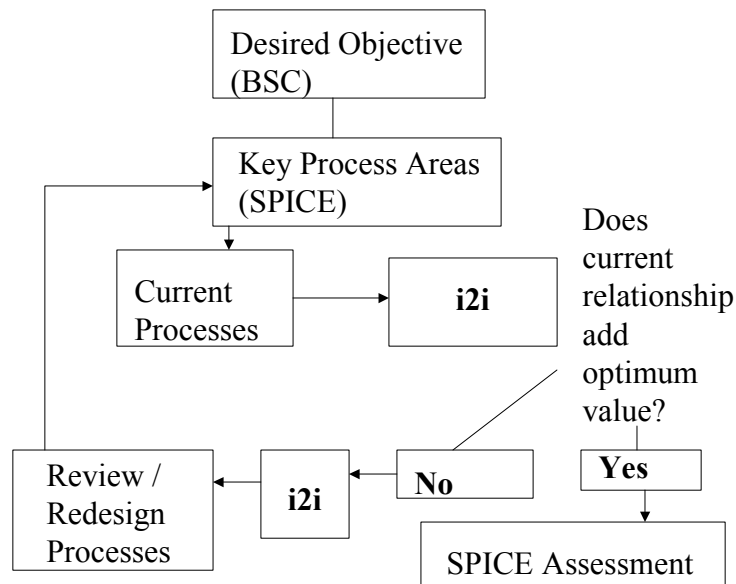 Desired Objective
(BSC)
Key Process Areas
(SPICE)
Current
Processes
i2i
Does
current
relationship
add
optimum
value?
Review /
Redesign
Processes
i2i
No
Yes
SPICE Assessment